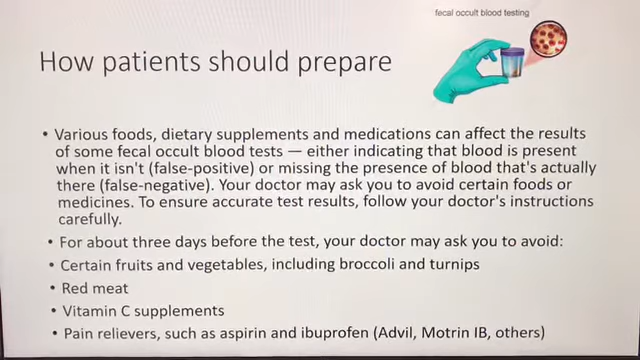 fecal occult blood testing
How patients should prepare
• Various foods, dietary supplements and medications can affect the results
of some fecal occult blood tests — either indicating that blood is present
when it isn't (false-positive) or missing the presence of blood that's actually
there (false-negative). Your doctor may ask you to avoid certain foods or
medicines. To ensure accurate test results, follow your doctor's instructions
carefully.
• For about three days before the test, your doctor may ask you to avoid:
• Certain fruits and vegetables, including broccoli and turnips
• Red meat
• Vitamin C supplements
• Pain relievers, such as aspirin and ibuprofen (Advil, Motrin IB, others)